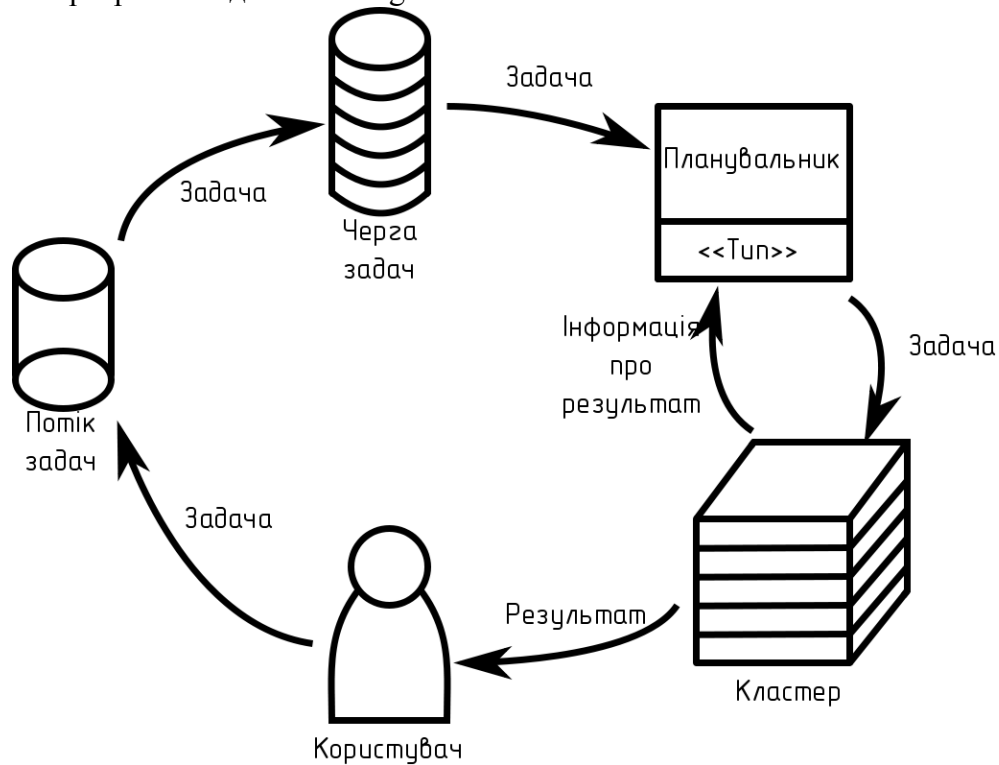 Задача
Планувальник
<<Тип>>
Задача
Черга
задач
Інформація
про
результат
Задача
Потік
задач
Задача
Результат
Кластер
Користувач